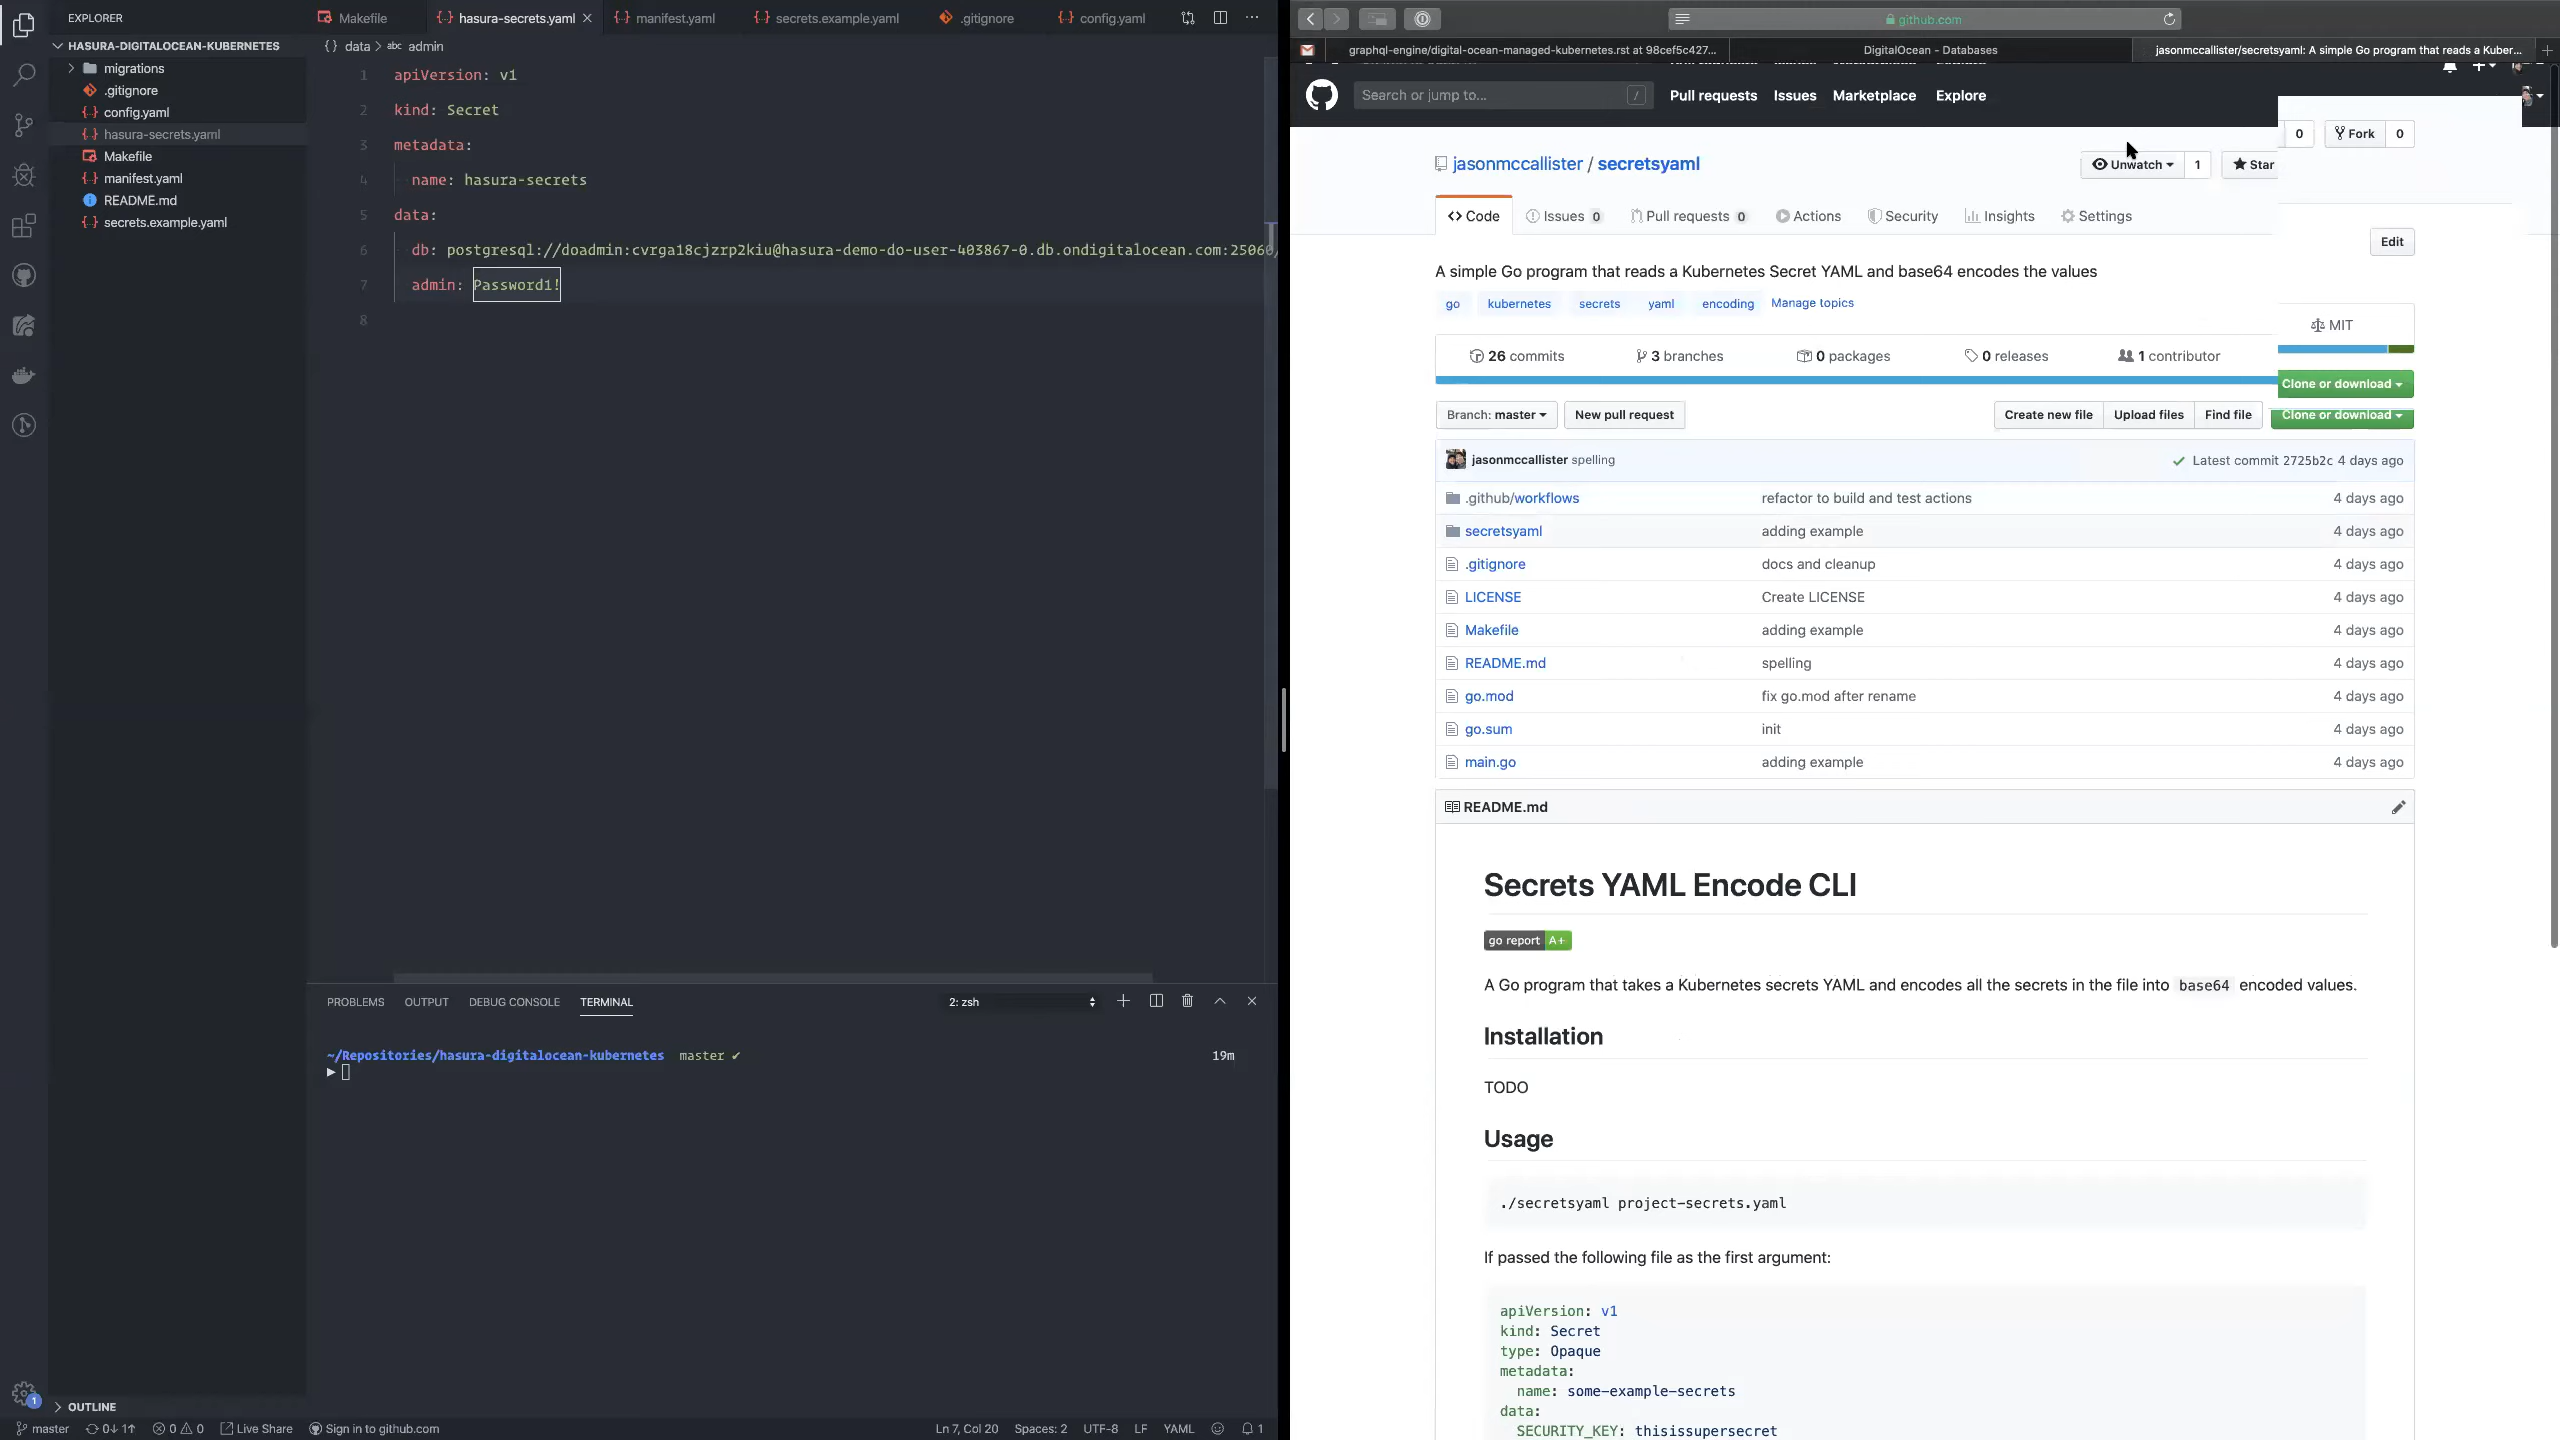 EXPLORER
HASURA-DIGITALOCEAN-KUBERNETES
migrations
.gitignore
config.yaml
hasura-secrets.yaml
Makefile
manifest.yaml
README.md
secrets.example.yaml
OUTLINE
Makefile
hasura-secrets.yaml
manifest.yaml
secrets.example.yaml
.gitignore
config.yaml
{} data > abc admin
1 apiVersion: v1
2 kind: Secret
3 metadata:
4 name: hasura-secrets
5 data:
6 db: postgresql://doadmin:cvrga18cjzrp2kiu@hasura-demo-do-user-403867-0.db.ondigitalocean.com:25060/
7 admin: Password1!
8
PROBLEMS OUTPUT DEBUG CONSOLE TERMINAL
2: zsh
~/Repositories/hasura-digitalocean-kubernetes master ✔
19m
master 0↓ 1↑ 0 0 Live Share Sign in to github.com
Ln 7, Col 20 Spaces: 2 UTF-8 LF YAML 1
github.com
graphql-engine/digital-ocean-managed-kubernetes.rst at 98cef5c427...
DigitalOcean - Databases
jasonmccallister/secretsyaml: A simple Go program that reads a Kuber...
Search or jump to... /
Pull requests Issues Marketplace Explore
0 Fork 0
jasonmccallister / secretsyaml
Unwatch 1 Star
Code Issues 0 Pull requests 0 Actions Security Insights Settings
Edit
A simple Go program that reads a Kubernetes Secret YAML and base64 encodes the values
go kubernetes secrets yaml encoding Manage topics
MIT
26 commits 3 branches 0 packages 0 releases 1 contributor
Clone or download
Branch: master New pull request Create new file Upload files Find file Clone or download
jasonmccallister spelling Latest commit 2725b2c 4 days ago
.github/workflows refactor to build and test actions 4 days ago
secretsyaml adding example 4 days ago
.gitignore docs and cleanup 4 days ago
LICENSE Create LICENSE 4 days ago
Makefile adding example 4 days ago
README.md spelling 4 days ago
go.mod fix go.mod after rename 4 days ago
go.sum init 4 days ago
main.go adding example 4 days ago
README.md
Secrets YAML Encode CLI
go report A+
A Go program that takes a Kubernetes secrets YAML and encodes all the secrets in the file into base64 encoded values.
Installation
TODO
Usage
./secretsyaml project-secrets.yaml
If passed the following file as the first argument:
apiVersion: v1
kind: Secret
type: Opaque
metadata:
name: some-example-secrets
data:
SECURITY_KEY: thisissupersecret